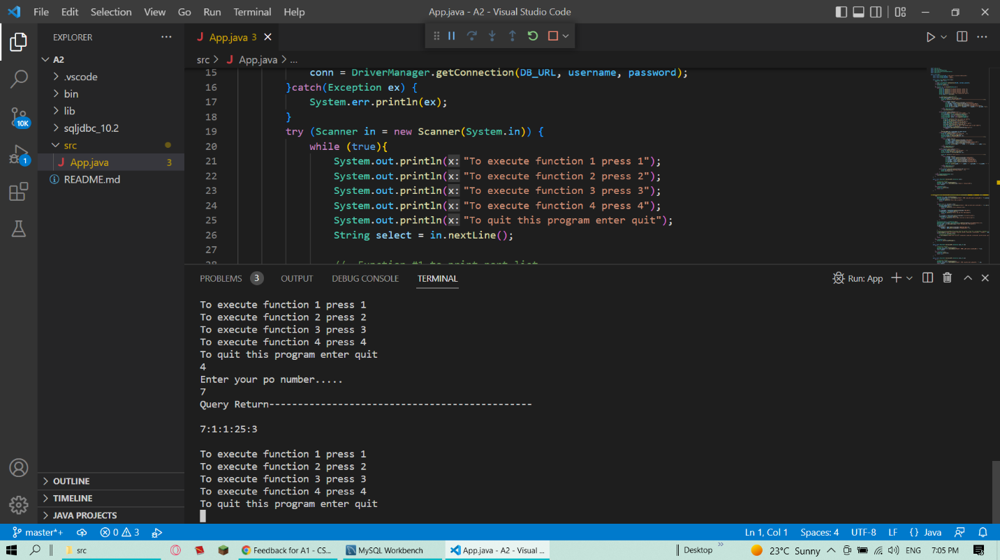 File Edit Selection View Go Run Terminal Help
App.java - A2 - Visual Studio Code
EXPLORER
A2
.vscode
bin
lib
sqljdbc_10.2
src
J App.java 3
README.md
OUTLINE
TIMELINE
JAVA PROJECTS
10K
1
J App.java 3
src > J App.java > ...
15 conn = DriverManager.getConnection(DB_URL, username, password);
16 }catch(Exception ex) {
17 System.err.println(ex);
18 }
19 try (Scanner in = new Scanner(System.in)) {
20 while (true){
21 System.out.println(x: "To execute function 1 press 1");
22 System.out.println(x: "To execute function 2 press 2");
23 System.out.println(x: "To execute function 3 press 3");
24 System.out.println(x: "To execute function 4 press 4");
25 System.out.println(x: "To quit this program enter quit");
26 String select = in.nextLine();
27
PROBLEMS 3 OUTPUT DEBUG CONSOLE TERMINAL
Run: App
To execute function 1 press 1
To execute function 2 press 2
To execute function 3 press 3
To execute function 4 press 4
To quit this program enter quit
4
Enter your po number.....
7
Query Return----------------------------------------------
7:1:1:25:3
To execute function 1 press 1
To execute function 2 press 2
To execute function 3 press 3
To execute function 4 press 4
To quit this program enter quit
master*+ 0 3
Ln 1, Col 1 Spaces: 4 UTF-8 LF {} Java
src
Feedback for A1 - CS...
MySQL Workbench
App.java - A2 - Visual ...
Desktop
23°C Sunny
ENG
7:05 PM